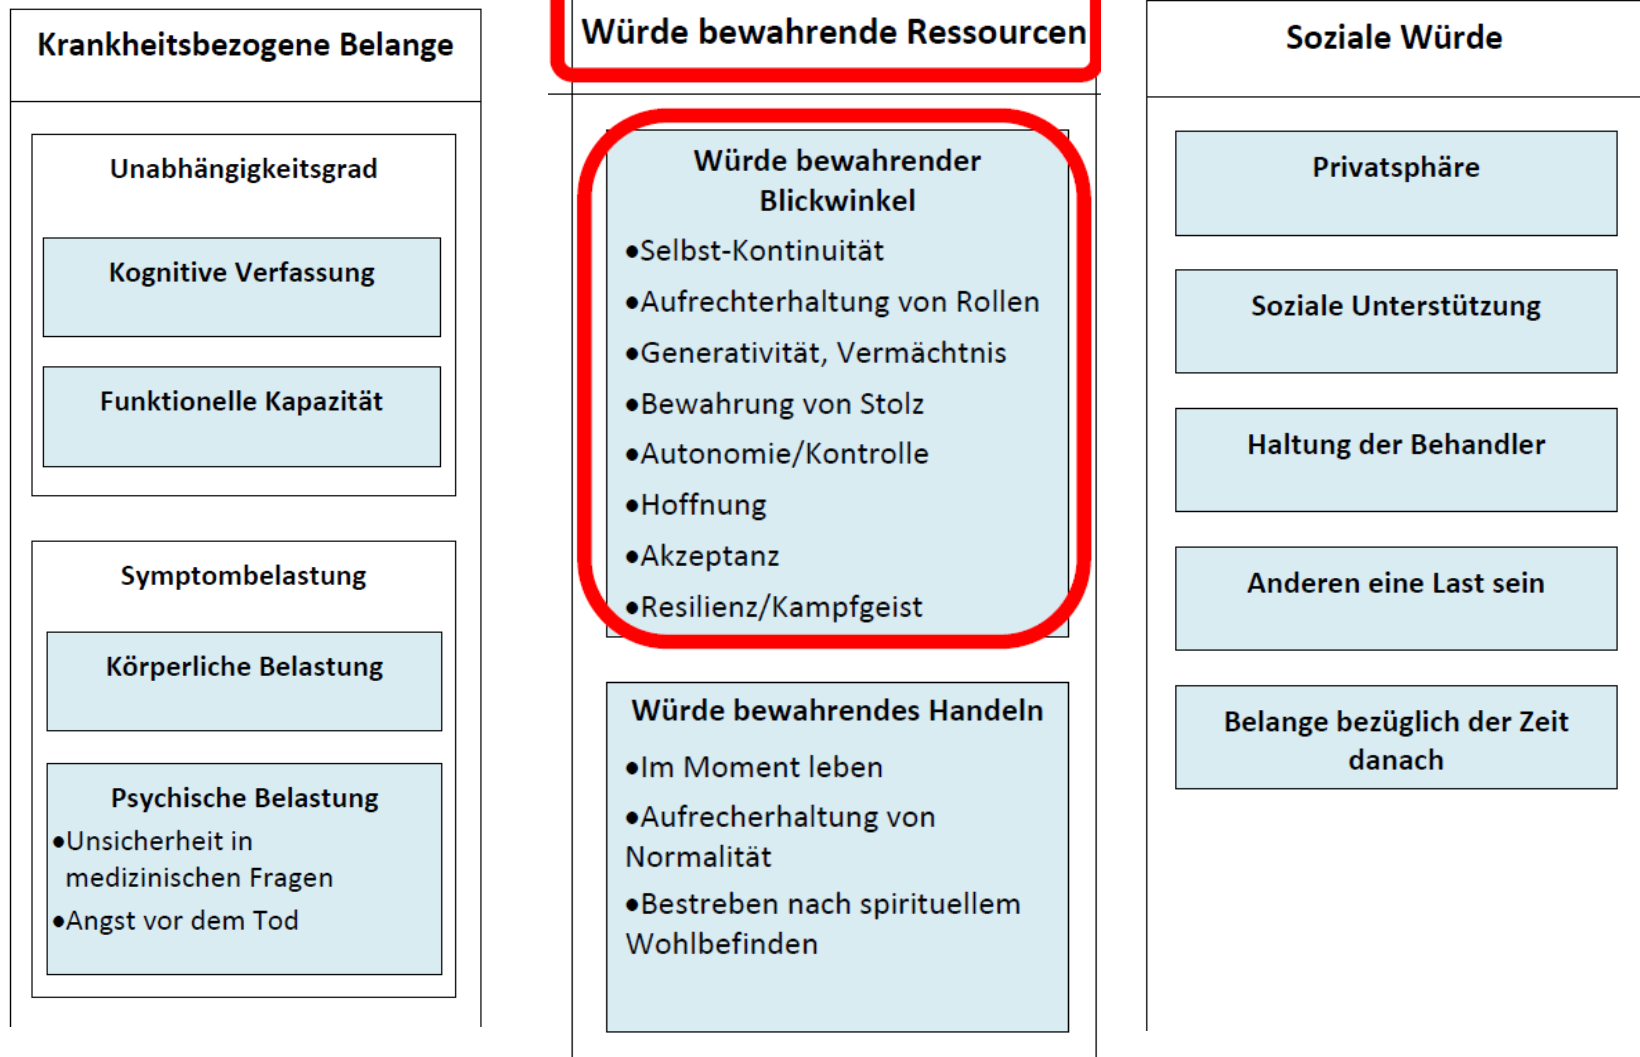 Krankheitsbezogene Belange
Unabhängigkeitsgrad
Kognitive Verfassung
Funktionelle Kapazität
Symptombelastung
Körperliche Belastung
Psychische Belastung
•Unsicherheit in
medizinischen Fragen
•Angst vor dem Tod
Würde bewahrende Ressourcen
Würde bewahrender
Blickwinkel
•Selbst-Kontinuität
•Aufrechterhaltung von Rollen
•Generativität, Vermächtnis
•Bewahrung von Stolz
•Autonomie/Kontrolle
•Hoffnung
•Akzeptanz
•Resilienz/Kampfgeist
Würde bewahrendes Handeln
•Im Moment leben
•Aufrecherhaltung von
Normalität
•Bestreben nach spirituellem
Wohlbefinden
Soziale Würde
Privatsphäre
Soziale Unterstützung
Haltung der Behandler
Anderen eine Last sein
Belange bezüglich der Zeit
danach